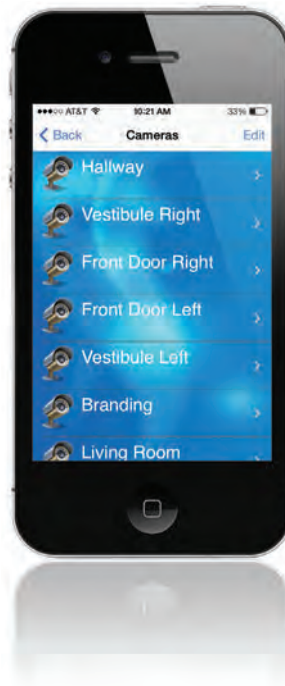 ●●●○○ AT&T 10:21 AM 33%
Back Cameras Edit
Hallway
Vestibule Right
Front Door Right
Front Door Left
Vestibule Left
Branding
Living Room